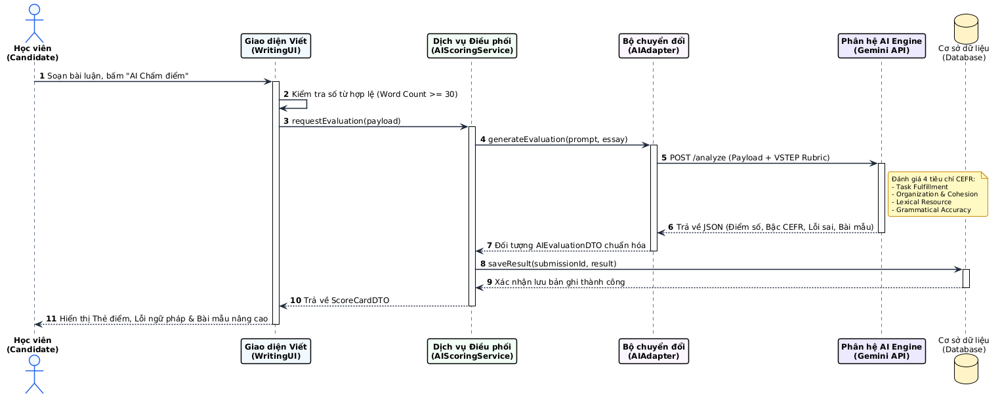 Học viên
(Candidate)
Giao diện Viết
(WritingUI)
Dịch vụ Điều phối
(AIScoringService)
Bộ chuyển đổi
(AIAdapter)
Phân hệ AI Engine
(Gemini API)
Cơ sở dữ liệu
(Database)
1 Soạn bài luận, bấm "AI Chấm điểm"
2 Kiểm tra số từ hợp lệ (Word Count >= 30)
3 requestEvaluation(payload)
4 generateEvaluation(prompt, essay)
5 POST /analyze (Payload + VSTEP Rubric)
Đánh giá 4 tiêu chí CEFR:
- Task Fulfillment
- Organization & Cohesion
- Lexical Resource
- Grammatical Accuracy
6 Trả về JSON (Điểm số, Bậc CEFR, Lỗi sai, Bài mẫu)
7 Đối tượng AIEvaluationDTO chuẩn hóa
8 saveResult(submissionId, result)
9 Xác nhận lưu bản ghi thành công
10 Trả về ScoreCardDTO
11 Hiển thị Thẻ điểm, Lỗi ngữ pháp & Bài mẫu nâng cao
Học viên
(Candidate)
Giao diện Viết
(WritingUI)
Dịch vụ Điều phối
(AIScoringService)
Bộ chuyển đổi
(AIAdapter)
Phân hệ AI Engine
(Gemini API)
Cơ sở dữ liệu
(Database)